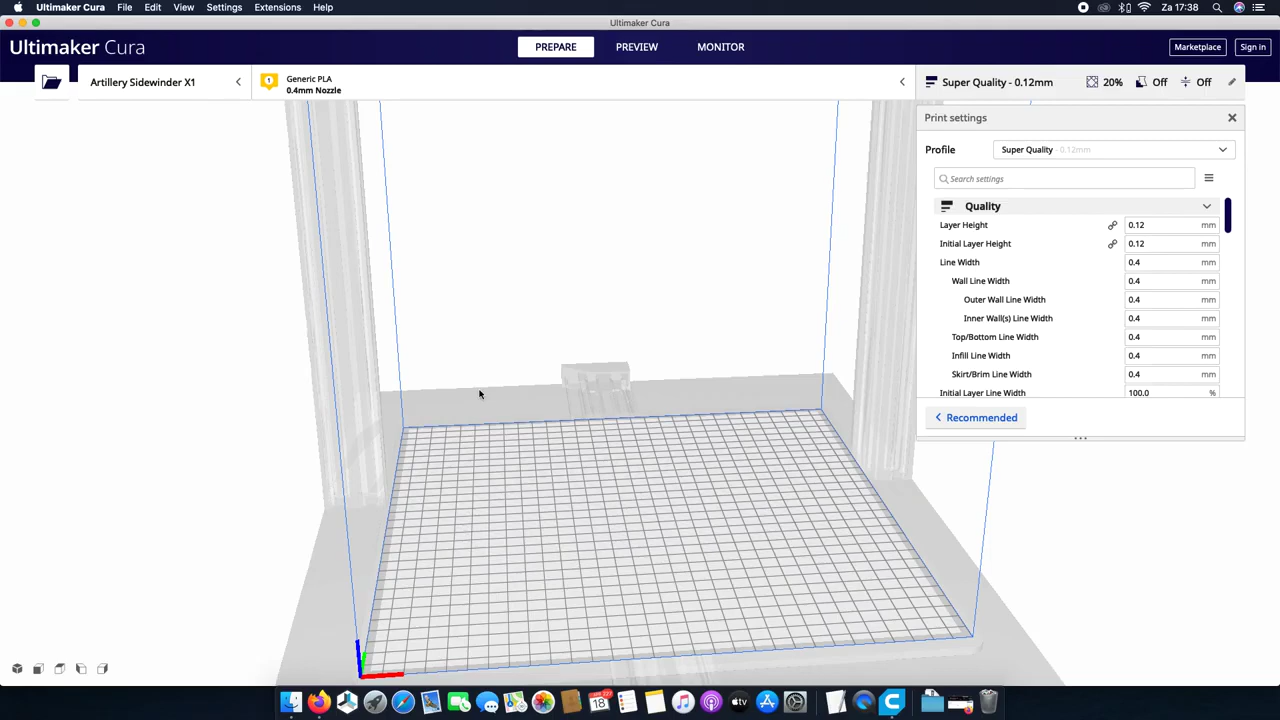 Ultimaker Cura File Edit View Settings Extensions Help Za 17:38
Ultimaker Cura
Ultimaker Cura PREPARE PREVIEW MONITOR Marketplace Sign in
Artillery Sidewinder X1
1
Generic PLA
0.4mm Nozzle
Super Quality - 0.12mm 20% Off Off
Print settings
Profile Super Quality - 0.12mm
Search settings
Quality
Layer Height 0.12 mm
Initial Layer Height 0.12 mm
Line Width 0.4 mm
Wall Line Width 0.4 mm
Outer Wall Line Width 0.4 mm
Inner Wall(s) Line Width 0.4 mm
Top/Bottom Line Width 0.4 mm
Infill Line Width 0.4 mm
Skirt/Brim Line Width 0.4 mm
Initial Layer Line Width 100.0 %
Recommended
18
tv